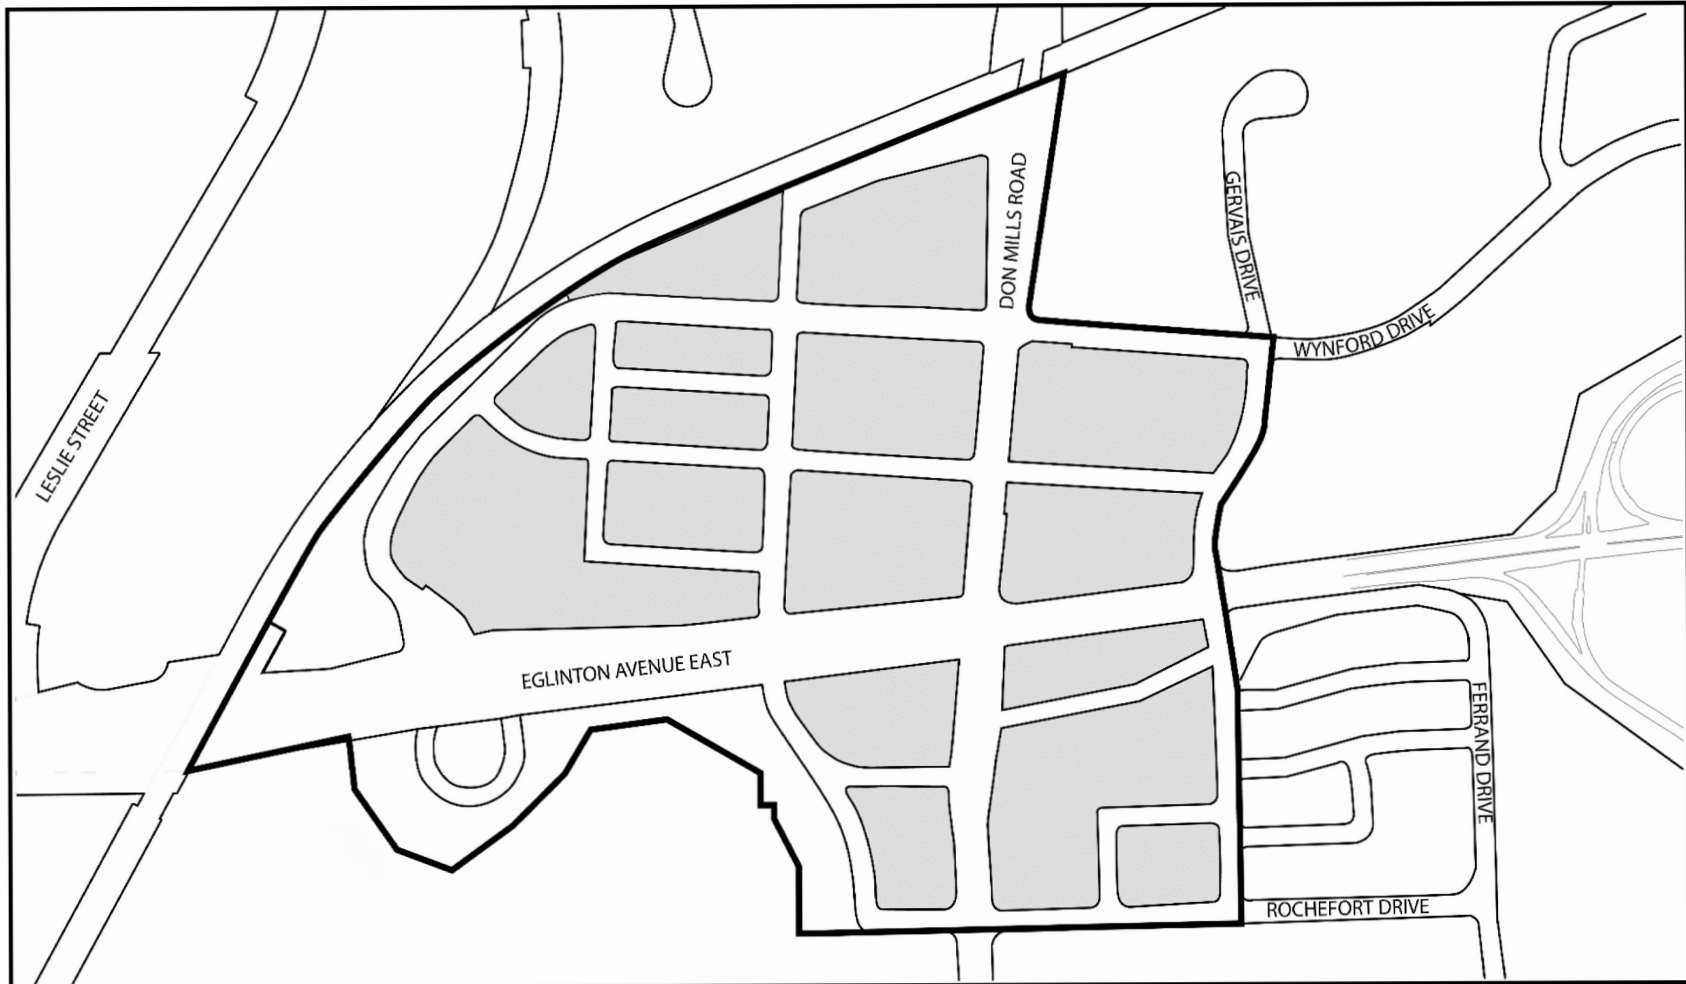 DON MILLS ROAD
GERVAIS DRIVE
WYNFORD DRIVE
LESLIE STREET
EGLINTON AVENUE EAST
FERRAND DRIVE
ROCHEFORT DRIVE